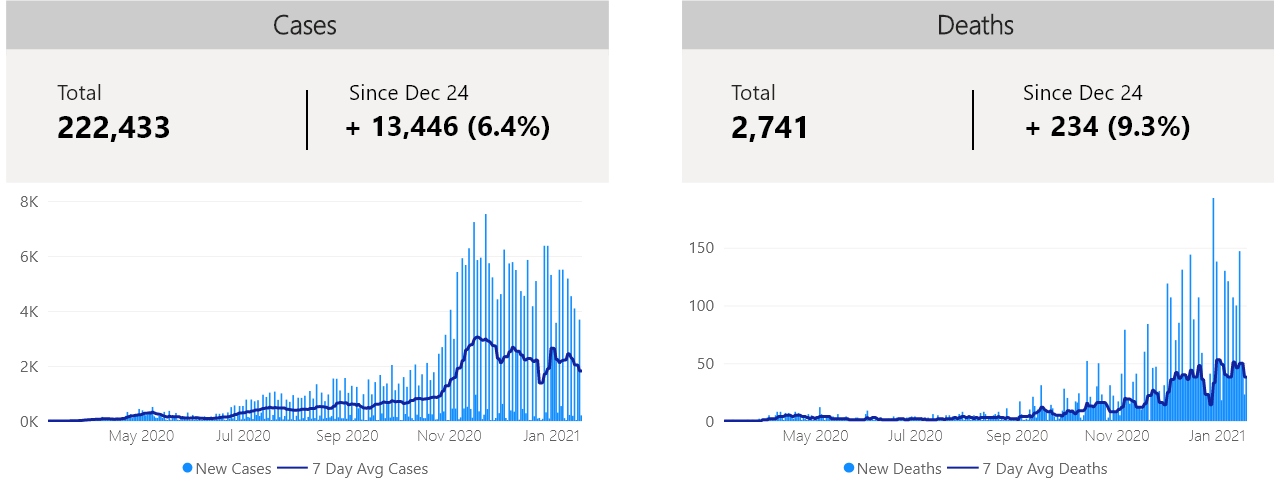 Cases
Total
222,433
Since Dec 24
+ 13,446 (6.4%)
8K
6K
4K
2K
0K
May 2020 Jul 2020 Sep 2020 Nov 2020 Jan 2021
New Cases 7 Day Avg Cases
Deaths
Total
2,741
Since Dec 24
+ 234 (9.3%)
150
100
50
0
May 2020 Jul 2020 Sep 2020 Nov 2020 Jan 2021
New Deaths 7 Day Avg Deaths